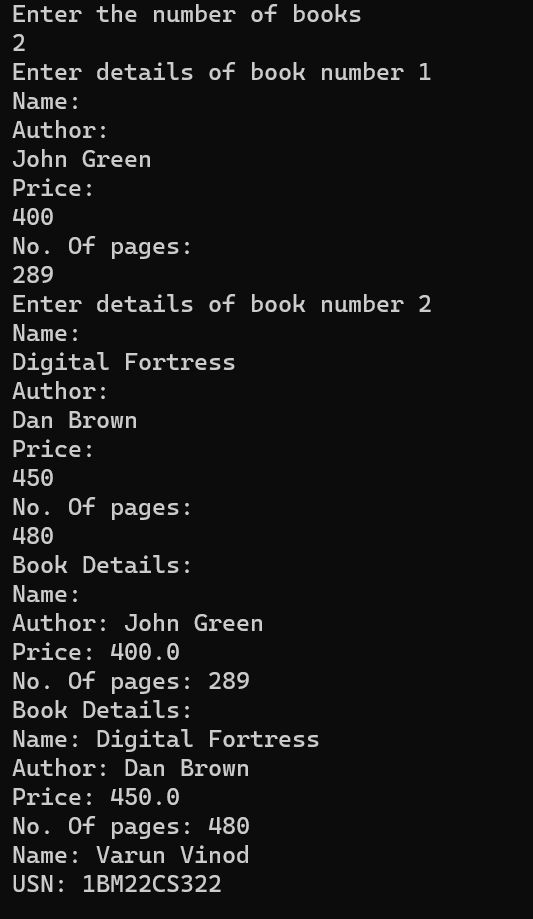 Enter the number of books
2
Enter details of book number 1
Name:
Author:
John Green
Price:
400
No. Of pages:
289
Enter details of book number 2
Name:
Digital Fortress
Author:
Dan Brown
Price:
450
No. Of pages:
480
Book Details:
Name:
Author: John Green
Price: 400.0
No. Of pages: 289
Book Details:
Name: Digital Fortress
Author: Dan Brown
Price: 450.0
No. Of pages: 480
Name: Varun Vinod
USN: 1BM22CS322